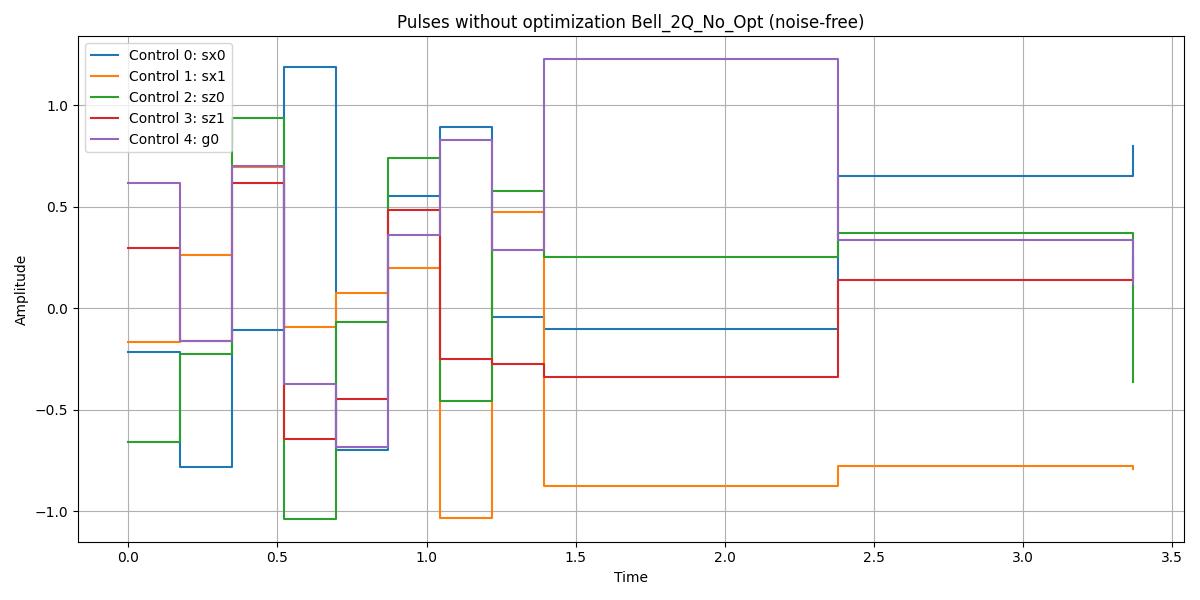 Pulses without optimization Bell_2Q_No_Opt (noise-free)
Control 0: sx0
Control 1: sx1
Control 2: sz0
Control 3: sz1
Control 4: g0
Amplitude
1.0
0.5
0.0
−0.5
−1.0
0.0 0.5 1.0 1.5 2.0 2.5 3.0 3.5
Time